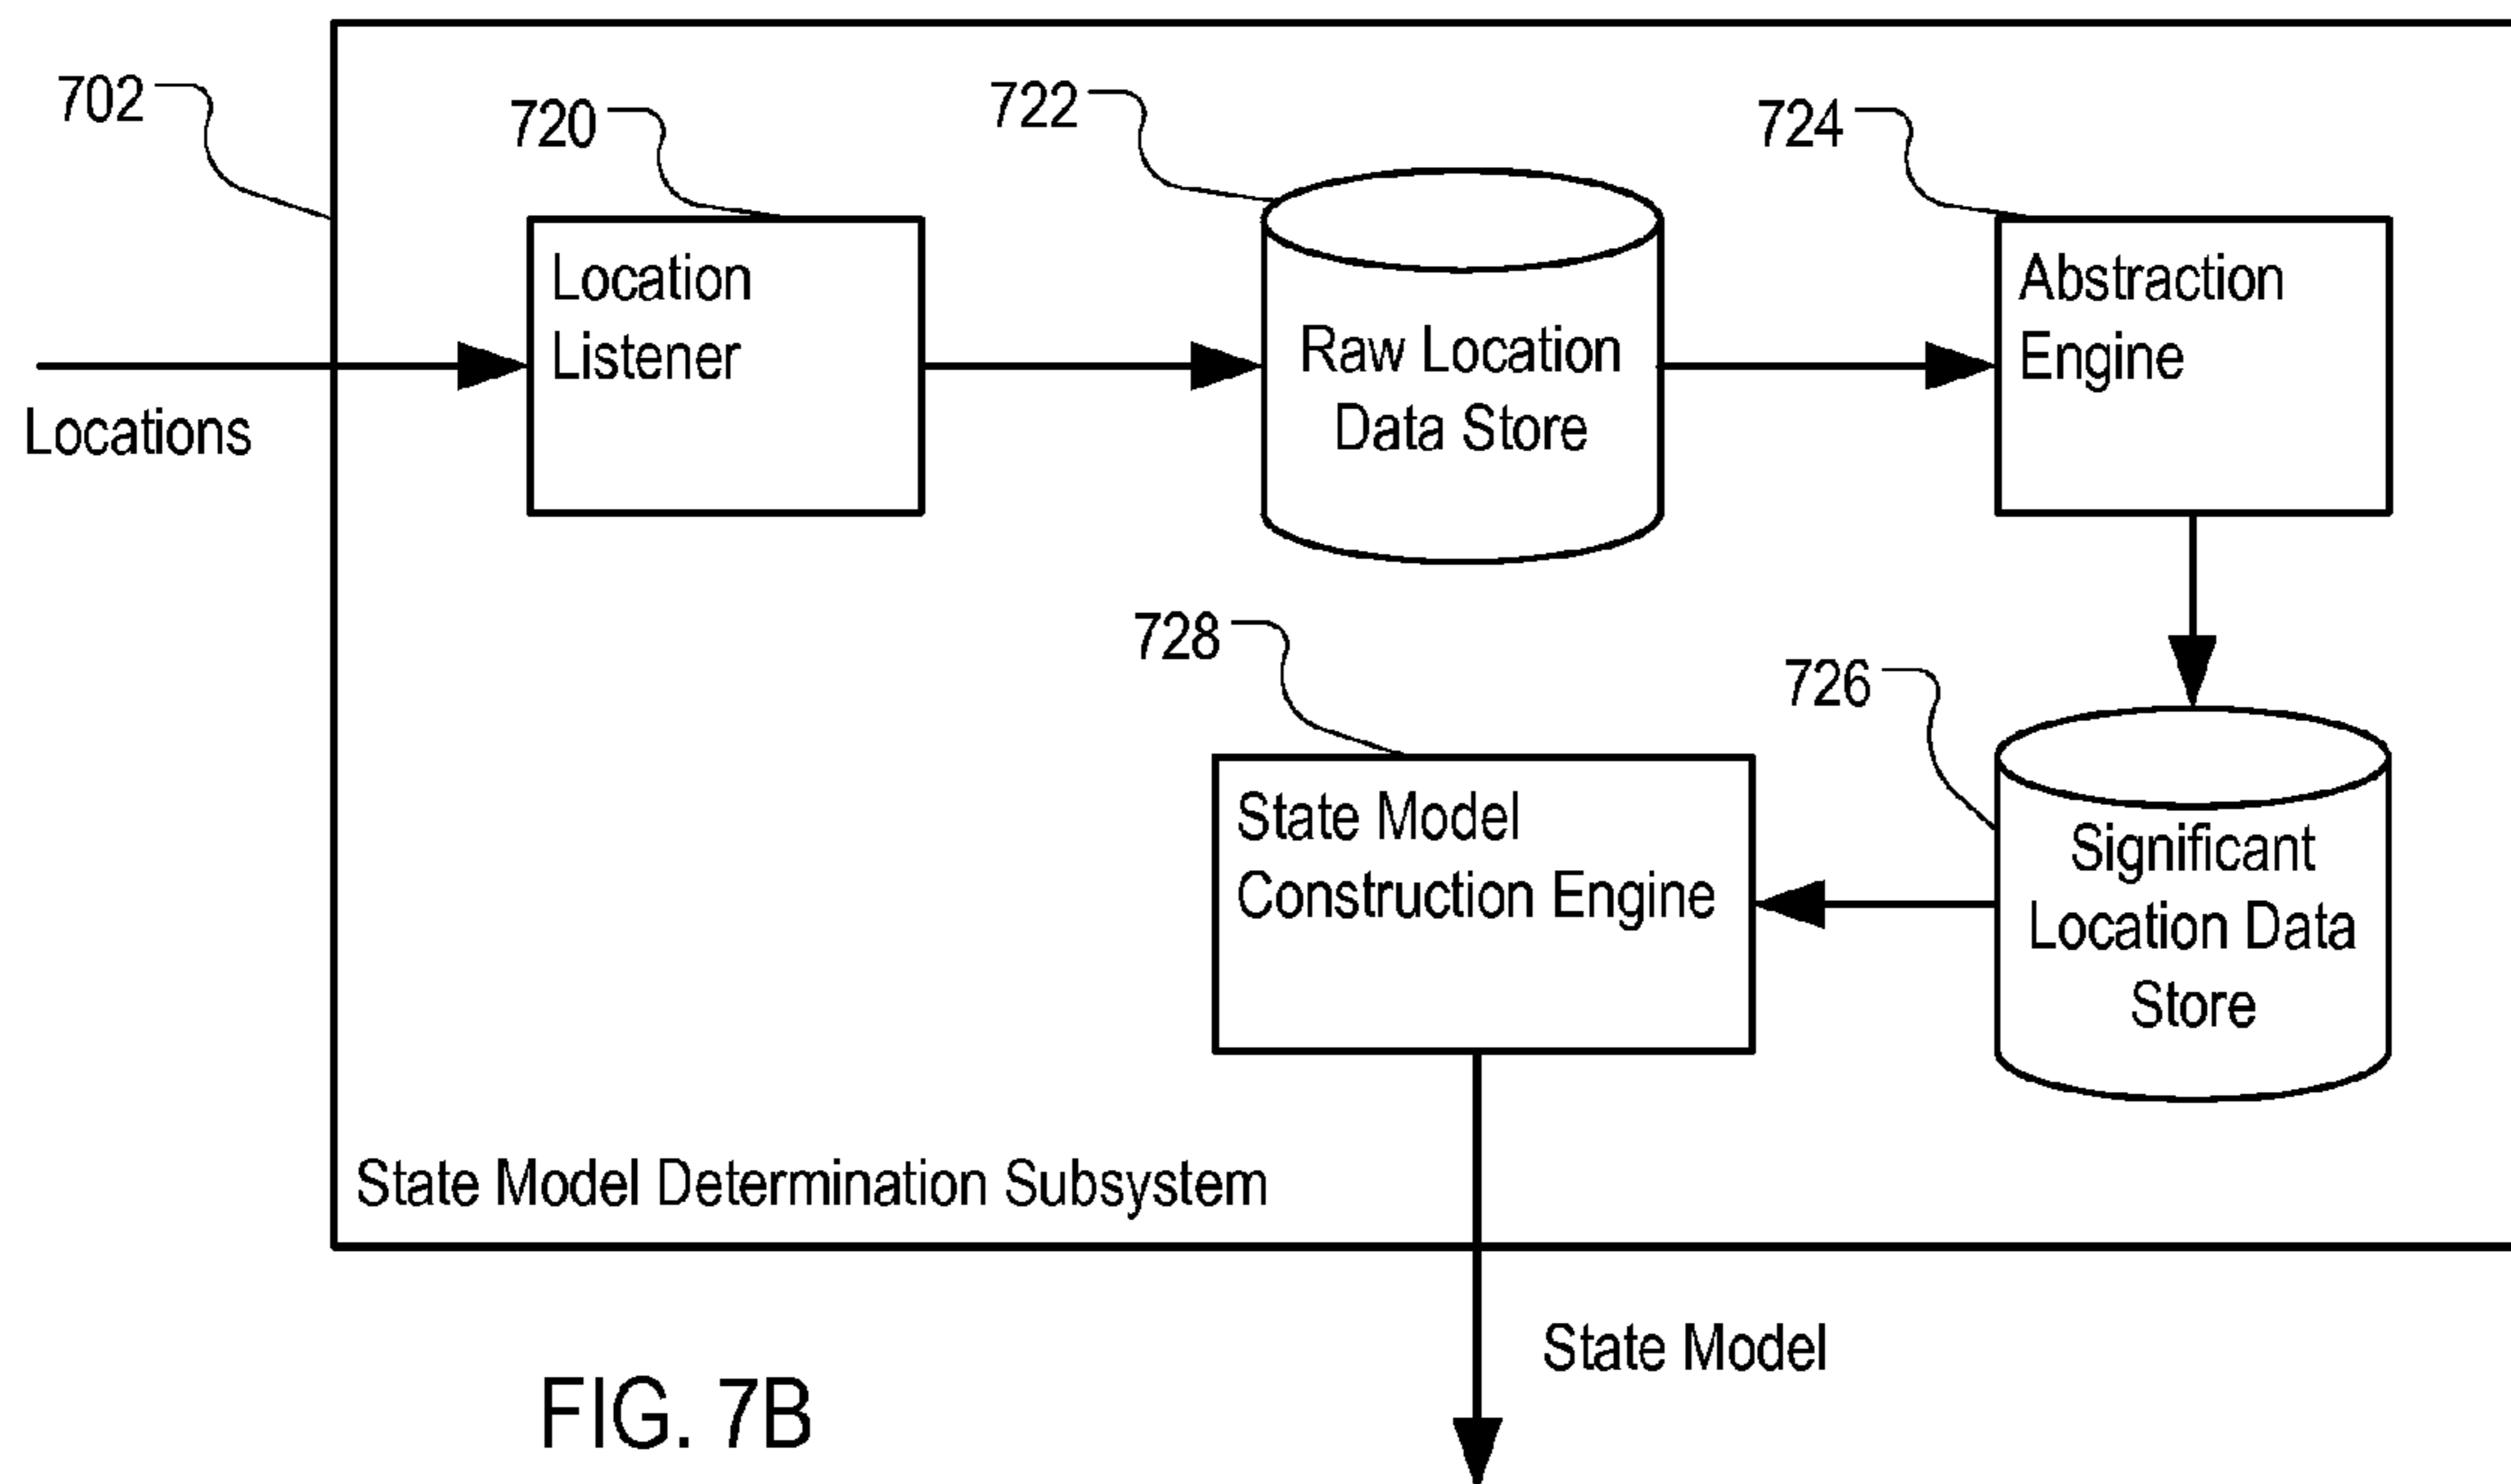 702
720
722
724
Location
Listener
Raw Location
Data Store
Abstraction
Engine
Locations
728
726
State Model
Construction Engine
Significant
Location Data
Store
State Model Determination Subsystem
State Model
FIG. 7B